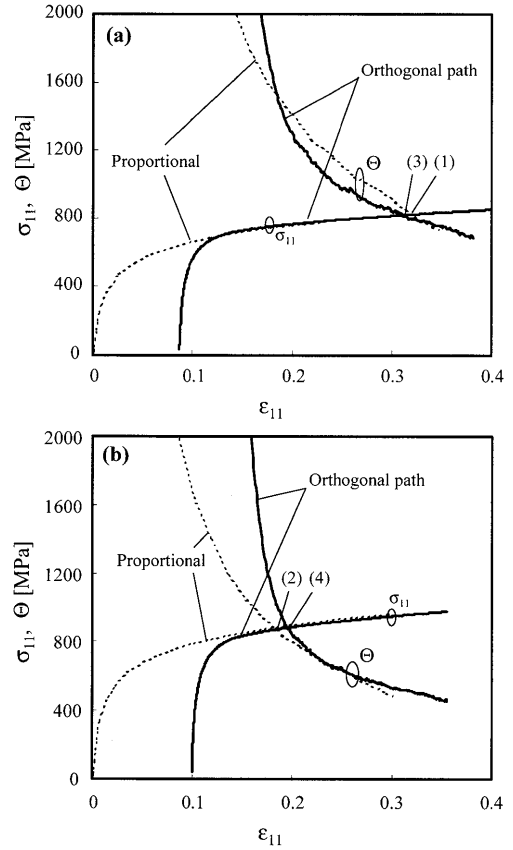 (a)
2000
1600
1200
800
400
0
σ11, Θ [MPa]
Orthogonal path
Proportional
Θ
(3) (1)
σ11
0 0.1 0.2 0.3 0.4
ε11
(b)
2000
1600
1200
800
400
0
σ11, Θ [MPa]
Orthogonal path
Proportional
(2) (4)
σ11
Θ
0 0.1 0.2 0.3 0.4
ε11